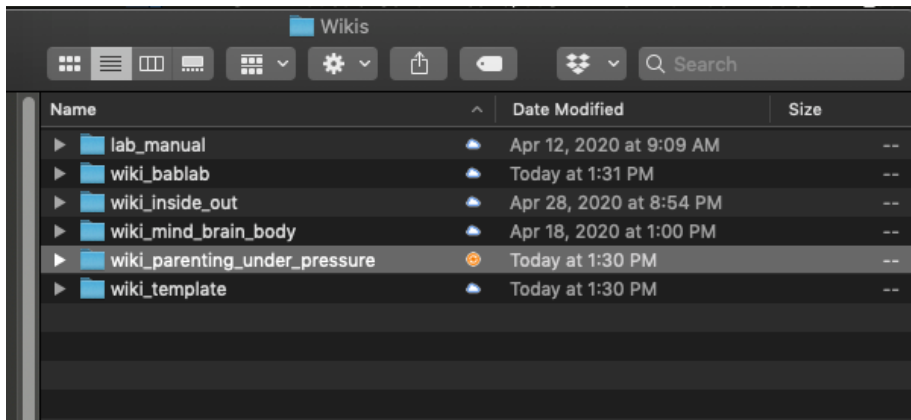 Wikis
Search
Name Date Modified Size
lab_manual Apr 12, 2020 at 9:09 AM --
wiki_bablab Today at 1:31 PM --
wiki_inside_out Apr 28, 2020 at 8:54 PM --
wiki_mind_brain_body Apr 18, 2020 at 1:00 PM --
wiki_parenting_under_pressure Today at 1:30 PM --
wiki_template Today at 1:30 PM --